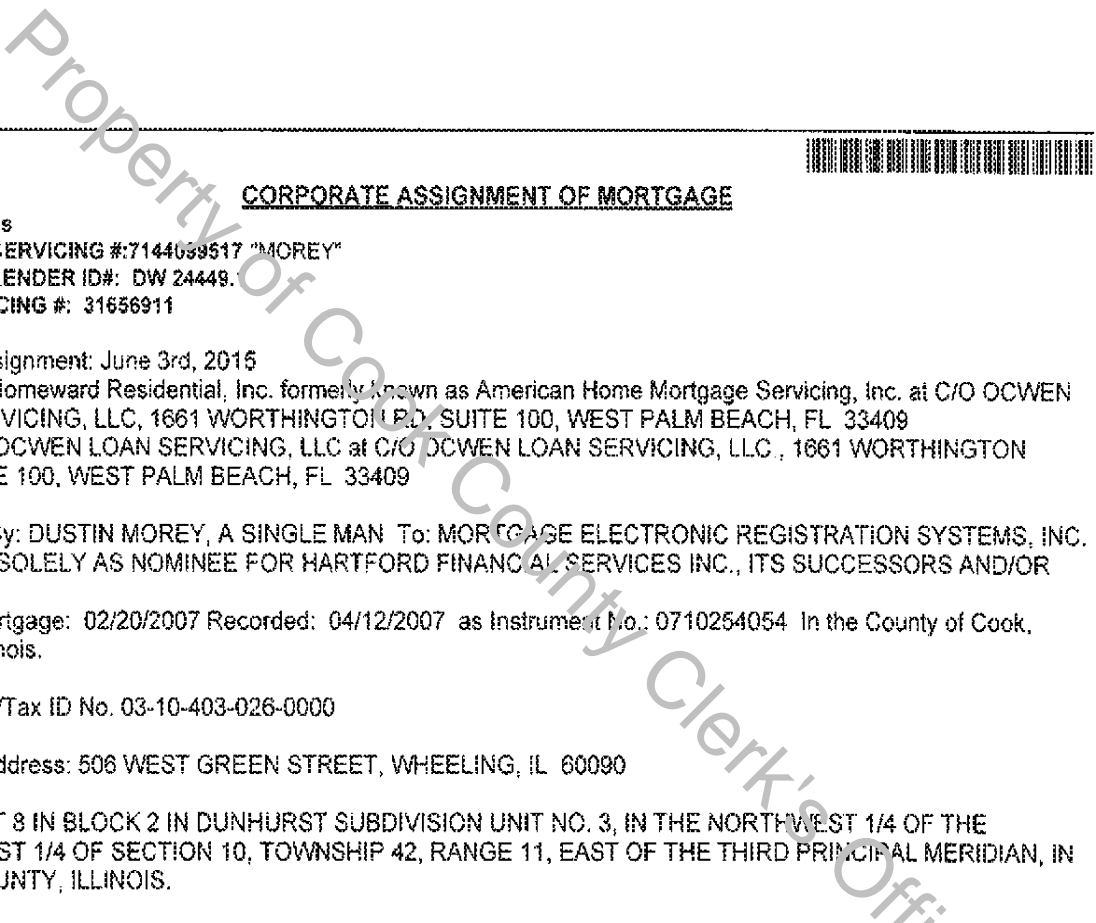 Property of Cook County Clerk's Offi
CORPORATE ASSIGNMENT OF MORTGAGE
s
SERVICING #:7144099517 "MOREY"
LENDER ID#: DW 24449.
CING #: 31656911
signment: June 3rd, 2015
Homeward Residential, Inc. formerly known as American Home Mortgage Servicing, Inc. at C/O OCWEN
VICING, LLC, 1661 WORTHINGTON RD, SUITE 100, WEST PALM BEACH, FL 33409
OCWEN LOAN SERVICING, LLC at C/O OCWEN LOAN SERVICING, LLC., 1661 WORTHINGTON
E 100, WEST PALM BEACH, FL 33409
By: DUSTIN MOREY, A SINGLE MAN To: MORTGAGE ELECTRONIC REGISTRATION SYSTEMS, INC.
SOLELY AS NOMINEE FOR HARTFORD FINANCIAL SERVICES INC., ITS SUCCESSORS AND/OR
rtgage: 02/20/2007 Recorded: 04/12/2007 as Instrument No.: 0710254054 In the County of Cook,
nois.
/Tax ID No. 03-10-403-026-0000
ddress: 506 WEST GREEN STREET, WHEELING, IL 60090
T 8 IN BLOCK 2 IN DUNHURST SUBDIVISION UNIT NO. 3, IN THE NORTHWEST 1/4 OF THE
ST 1/4 OF SECTION 10, TOWNSHIP 42, RANGE 11, EAST OF THE THIRD PRINCIPAL MERIDIAN, IN
UNTY, ILLINOIS.